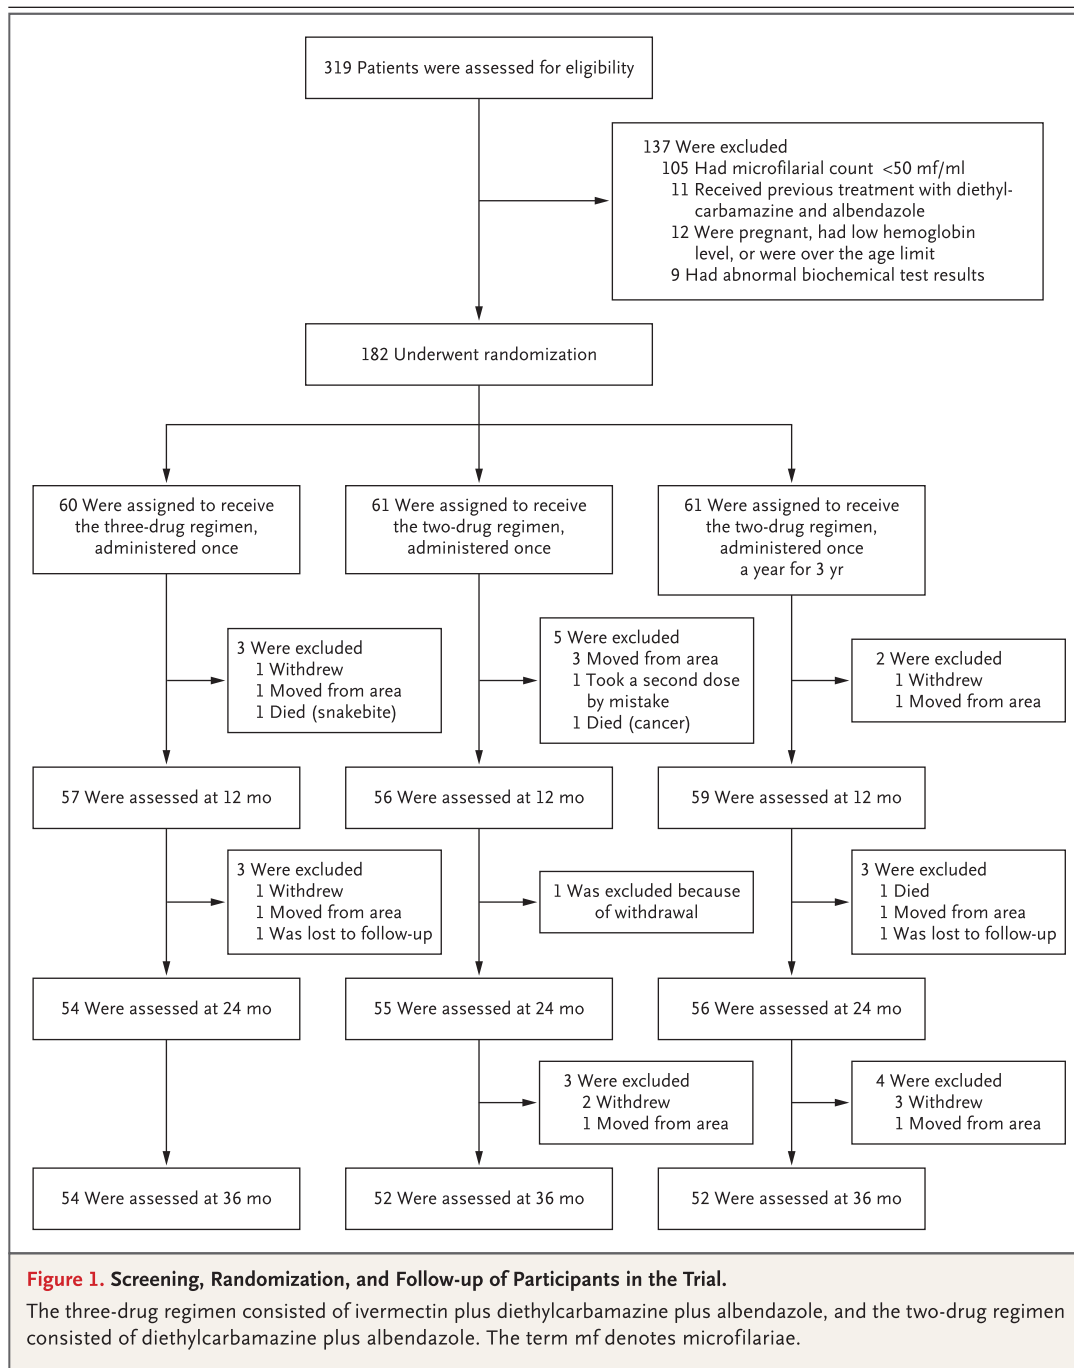 319 Patients were assessed for eligibility
137 Were excluded
105 Had microfilarial count <50 mf/ml
11 Received previous treatment with diethyl-
carbamazine and albendazole
12 Were pregnant, had low hemoglobin
level, or were over the age limit
9 Had abnormal biochemical test results
182 Underwent randomization
60 Were assigned to receive
the three-drug regimen,
administered once
61 Were assigned to receive
the two-drug regimen,
administered once
61 Were assigned to receive
the two-drug regimen,
administered once
a year for 3 yr
3 Were excluded
1 Withdrew
1 Moved from area
1 Died (snakebite)
5 Were excluded
3 Moved from area
1 Took a second dose
by mistake
1 Died (cancer)
2 Were excluded
1 Withdrew
1 Moved from area
57 Were assessed at 12 mo
56 Were assessed at 12 mo
59 Were assessed at 12 mo
3 Were excluded
1 Withdrew
1 Moved from area
1 Was lost to follow-up
1 Was excluded because
of withdrawal
3 Were excluded
1 Died
1 Moved from area
1 Was lost to follow-up
54 Were assessed at 24 mo
55 Were assessed at 24 mo
56 Were assessed at 24 mo
3 Were excluded
2 Withdrew
1 Moved from area
4 Were excluded
3 Withdrew
1 Moved from area
54 Were assessed at 36 mo
52 Were assessed at 36 mo
52 Were assessed at 36 mo
Figure 1. Screening, Randomization, and Follow-up of Participants in the Trial.
The three-drug regimen consisted of ivermectin plus diethylcarbamazine plus albendazole, and the two-drug regimen
consisted of diethylcarbamazine plus albendazole. The term mf denotes microfilariae.